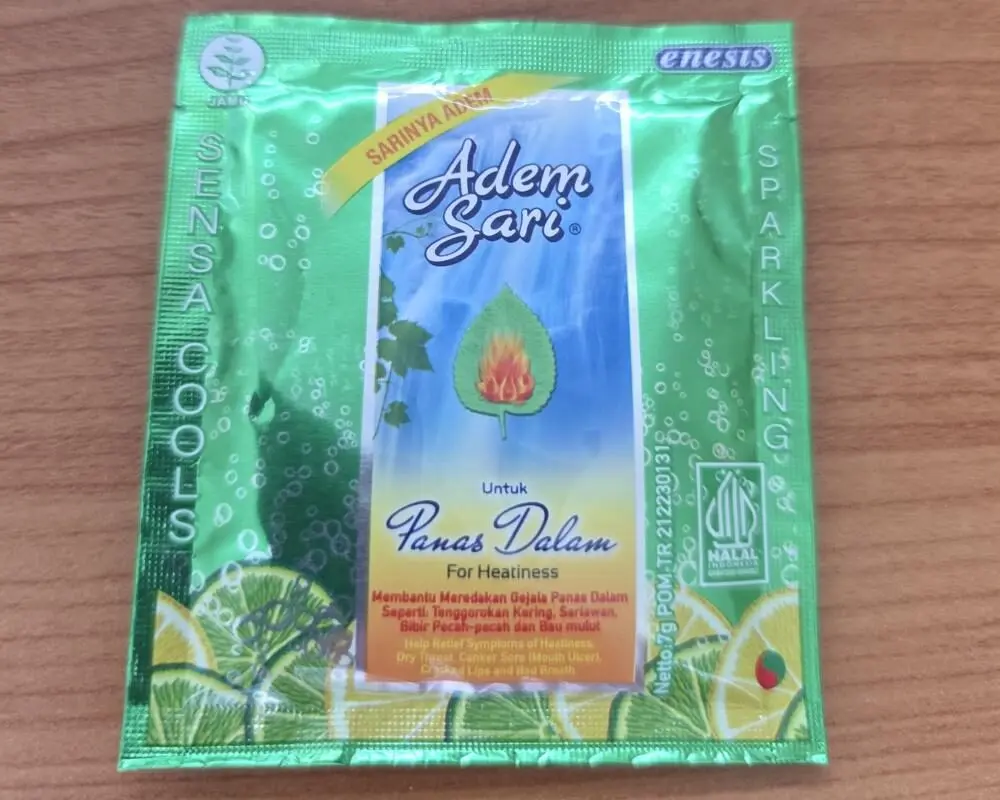 JAMU
enesis
SARINYA ADEM
Adem
Sari®
SENSA COOLS
SPARKLING
Untuk
Panas Dalam
For Heatiness
Membantu Meredakan Gejala Panas Dalam
Seperti: Tenggorokan Kering, Sariawan,
Bibir Pecah-pecah dan Bau mulut
Help Relief Symptoms of Heatiness,
Dry Throat, Canker Sore (Mouth Ulcer),
Cracked Lips and Bad Breath
Netto:7g POM.TR 212230131
HALAL
INDONESIA